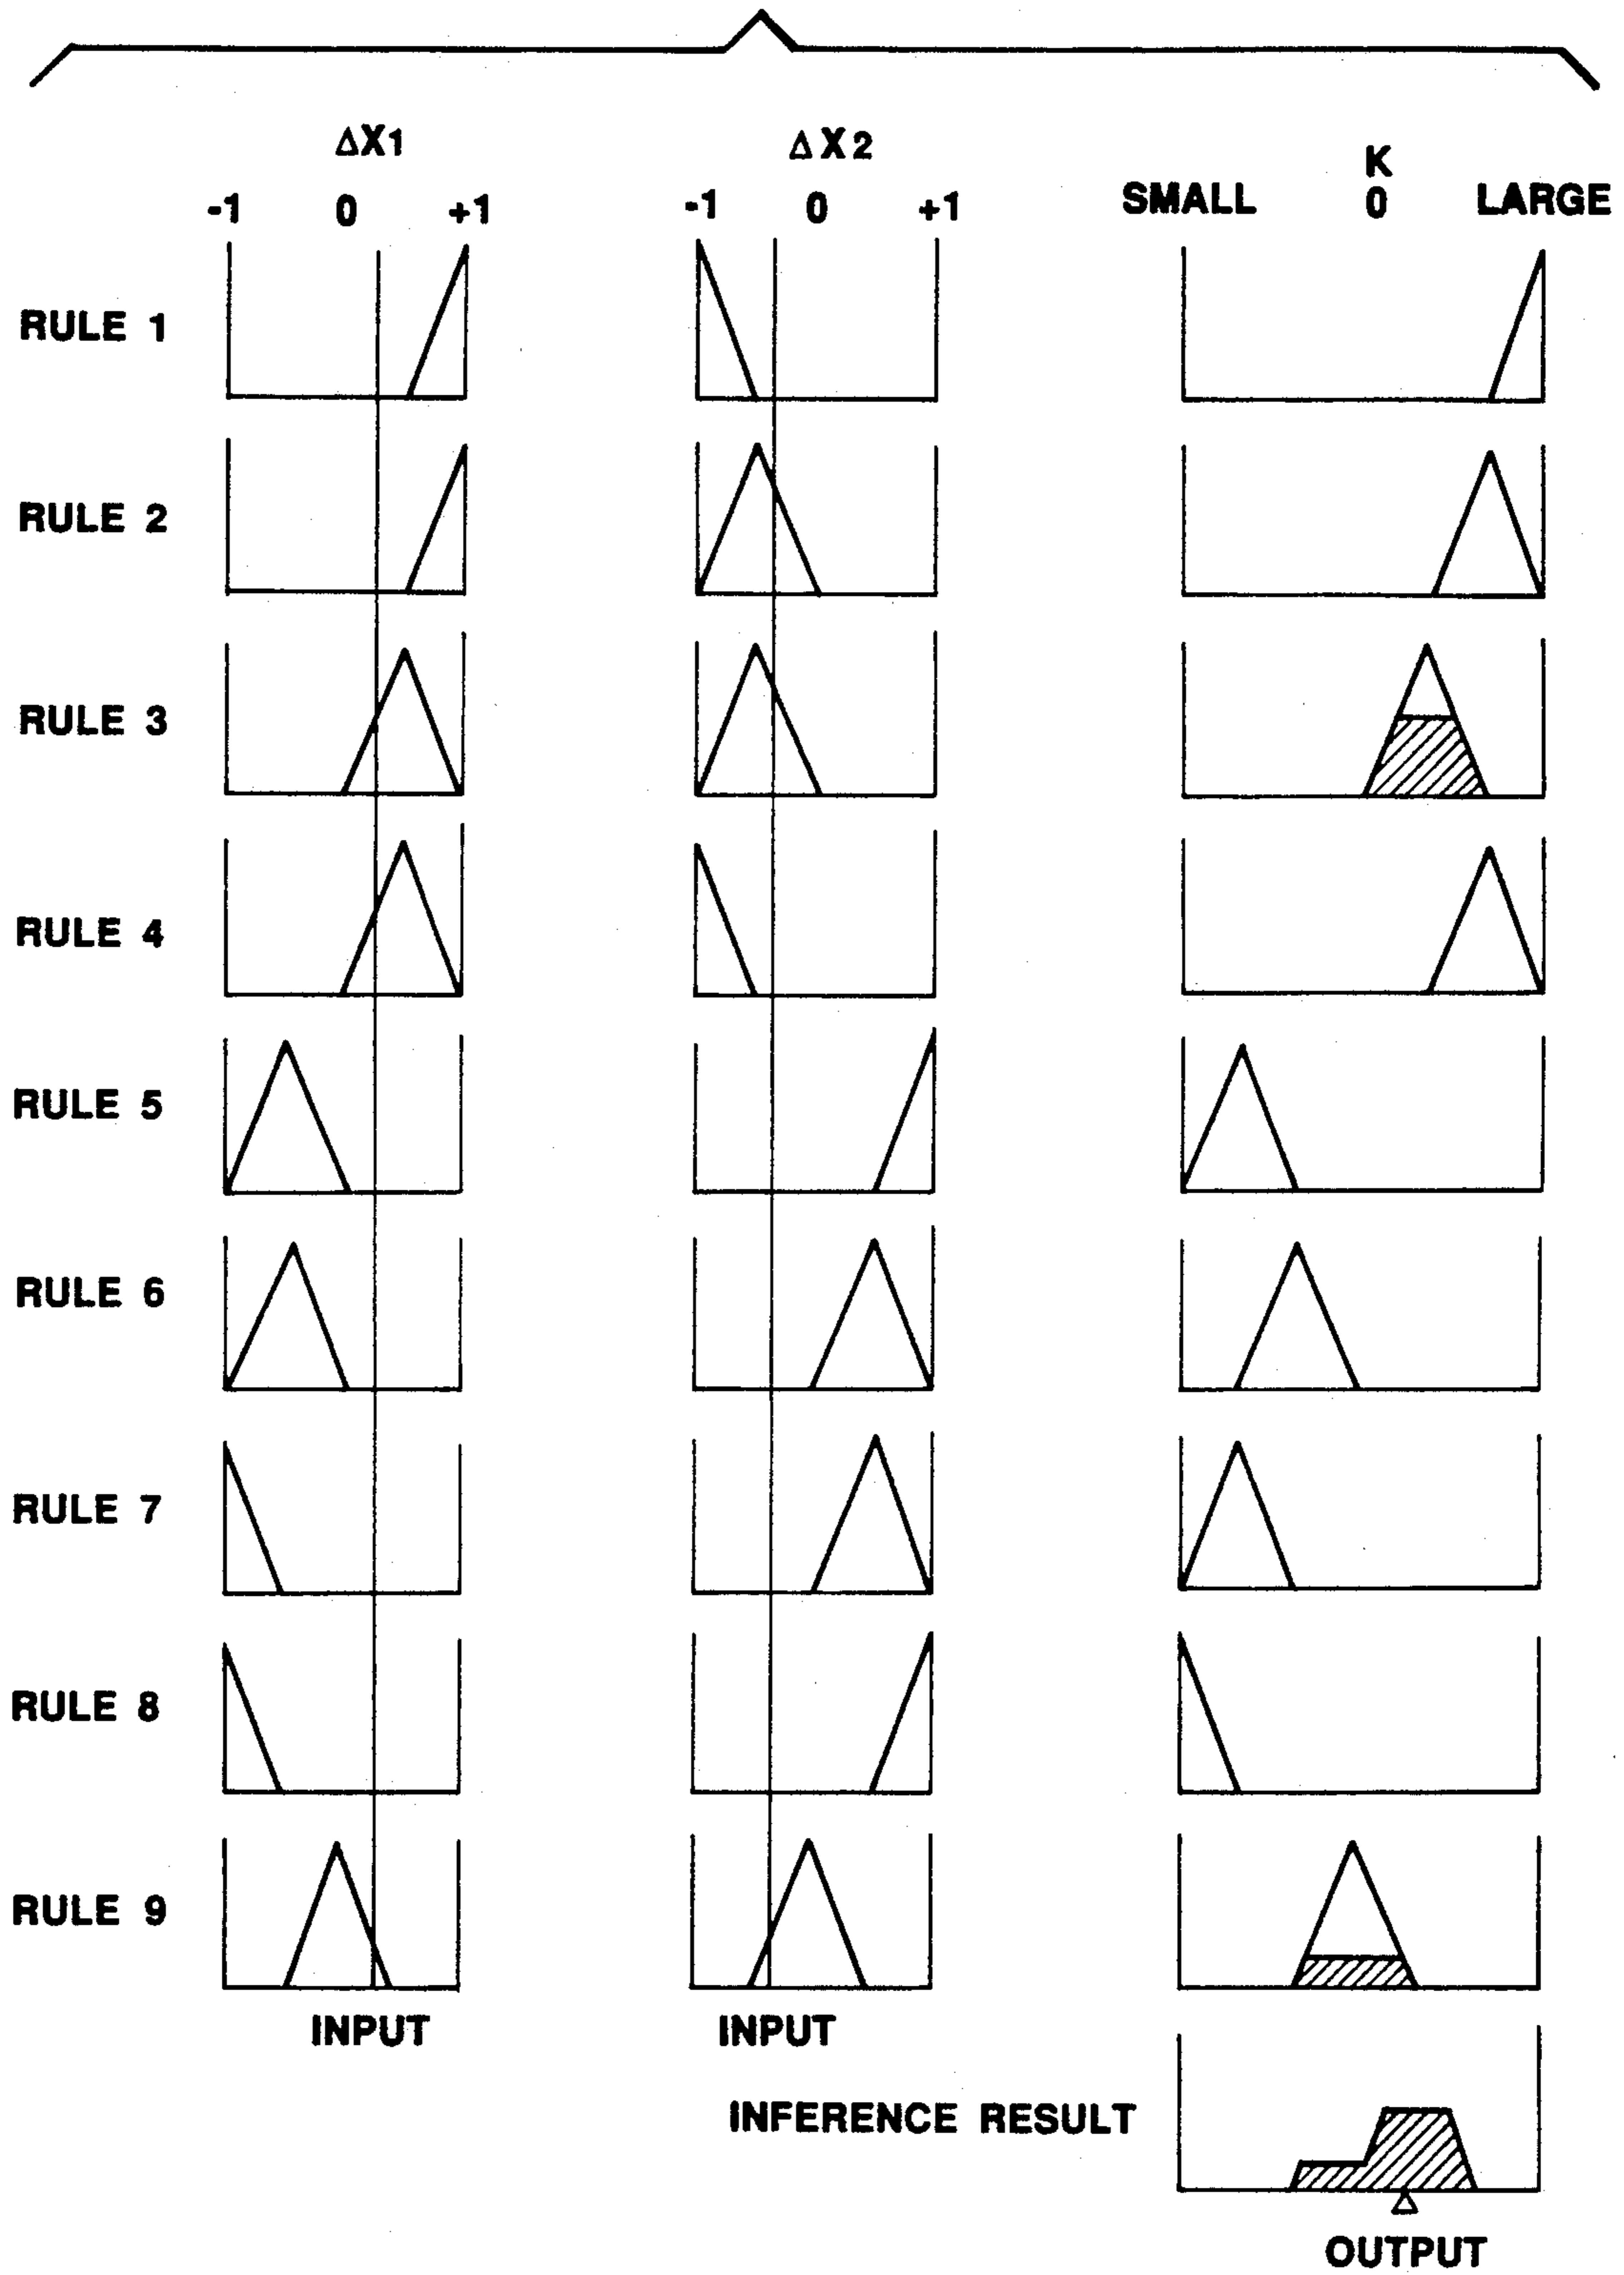 ΔX1 ΔX2 K
-1 0 +1 -1 0 +1 SMALL 0 LARGE
RULE 1
RULE 2
RULE 3
RULE 4
RULE 5
RULE 6
RULE 7
RULE 8
RULE 9
INPUT INPUT
INFERENCE RESULT
OUTPUT